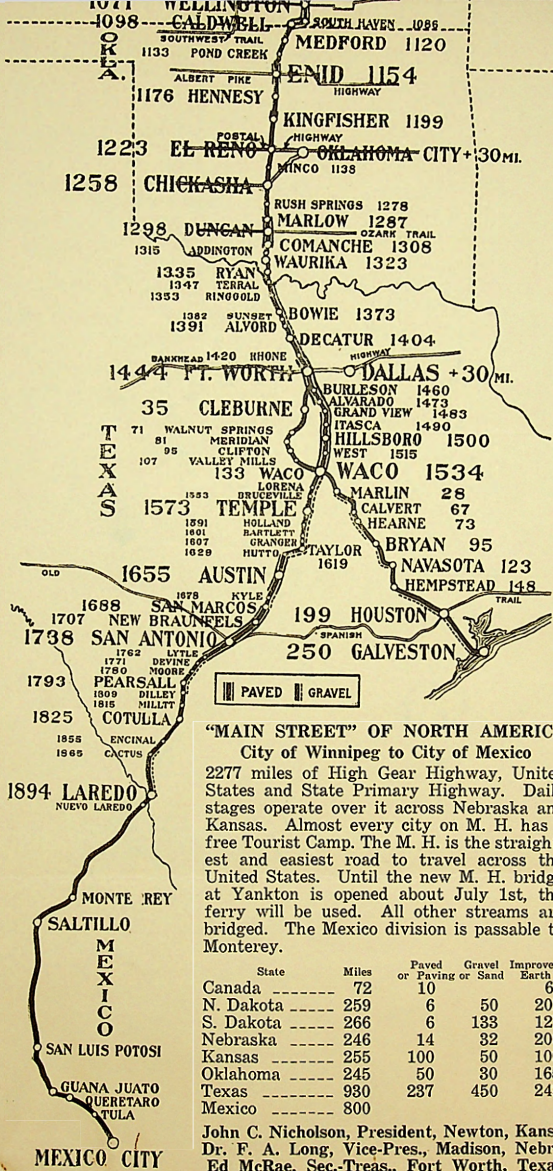 1071 WELLINGTON
1098 CALDWELL
SOUTH HAVEN 1086
OKLA.
SOUTHWEST TRAIL
MEDFORD 1120
1133 POND CREEK
ALBERT PIKE
ENID 1154
HIGHWAY
1176 HENNESY
KINGFISHER 1199
POSTAL HIGHWAY
1223 EL RENO
OKLAHOMA CITY +30 MI.
MINCO 1138
1258 CHICKASHA
RUSH SPRINGS 1278
MARLOW 1287
1298 DUNCAN
OZARK TRAIL
1315 ADDINGTON
COMANCHE 1308
WAURIKA 1323
1335 RYAN
1347 TERRAL
1353 RINGGOLD
1382 SUNSET
BOWIE 1373
1391 ALVORD
DECATUR 1404
BANKHEAD 1420 RHONE
HIGHWAY
1444 FT. WORTH
DALLAS +30 MI.
BURLESON 1460
ALVARADO 1473
35 CLEBURNE
GRAND VIEW 1483
ITASCA 1490
TEXAS
71 WALNUT SPRINGS
81 MERIDIAN
HILLSBORO 1500
95 CLIFTON
WEST 1515
107 VALLEY MILLS
133 WACO
WACO 1534
LORENA
1553 BRUCEVILLE
MARLIN 28
1573 TEMPLE
CALVERT 67
HEARNE 73
1591 HOLLAND
1601 BARTLETT
1607 GRANGER
1629 HUTTO
BRYAN 95
TAYLOR
1619
NAVASOTA 123
OLD
1655 AUSTIN
HEMPSTEAD 148
TRAIL
1678 KYLE
1688 SAN MARCOS
199 HOUSTON
1707 NEW BRAUNFELS
SPANISH
1738 SAN ANTONIO
250 GALVESTON
1762 LYTLE
1771 DEVINE
1780 MOORE
1793 PEARSALL
1809 DILLEY
1815 MILLTT
PAVED GRAVEL
1825 COTULLA
1855 ENCINAL
1865 CACTUS
1894 LAREDO
NUEVO LAREDO
MONTE REY
SALTILLO
MEXICO
SAN LUIS POTOSI
GUANA JUATO
QUERETARO
TULA
MEXICO CITY
"MAIN STREET" OF NORTH AMERIC
City of Winnipeg to City of Mexico
2277 miles of High Gear Highway, Unite
States and State Primary Highway. Dail
stages operate over it across Nebraska an
Kansas. Almost every city on M. H. has
free Tourist Camp. The M. H. is the straigh
est and easiest road to travel across th
United States. Until the new M. H. bridg
at Yankton is opened about July 1st, th
ferry will be used. All other streams ar
bridged. The Mexico division is passable t
Monterey.
State Miles Paved or Paving Gravel or Sand Improve Earth
Canada 72 10 6
N. Dakota 259 6 50 20
S. Dakota 266 6 133 12
Nebraska 246 14 32 20
Kansas 255 100 50 10
Oklahoma 245 50 30 16
Texas 930 237 450 24
Mexico 800
John C. Nicholson, President, Newton, Kans
Dr. F. A. Long, Vice-Pres., Madison, Nebr
Ed McRae, Sec.-Treas., Fort Worth, Texa